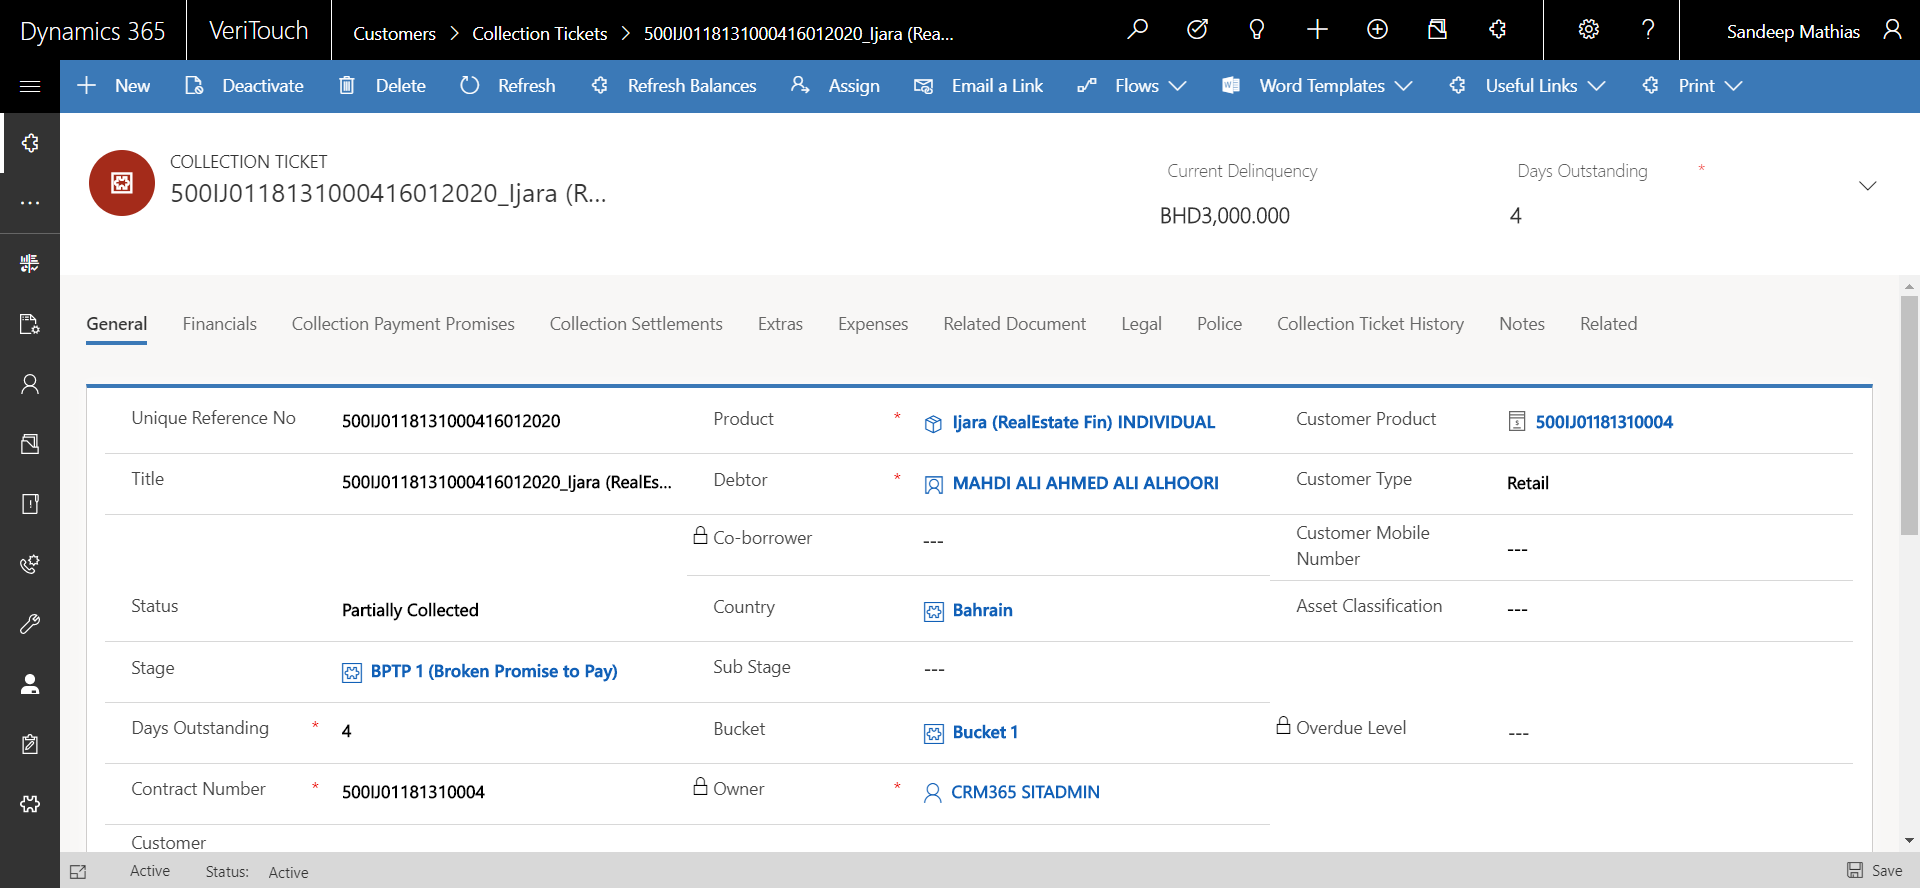 Dynamics 365
VeriTouch
Customers > Collection Tickets > 500IJ0118131000416012020_Ijara (Rea...
Sandeep Mathias
New
Deactivate
Delete
Refresh
Refresh Balances
Assign
Email a Link
Flows
Word Templates
Useful Links
Print
COLLECTION TICKET
500IJ0118131000416012020_Ijara (R...
Current Delinquency
BHD3,000.000
Days Outstanding *
4
General
Financials
Collection Payment Promises
Collection Settlements
Extras
Expenses
Related Document
Legal
Police
Collection Ticket History
Notes
Related
Unique Reference No
500IJ0118131000416012020
Product *
Ijara (RealEstate Fin) INDIVIDUAL
Customer Product
500IJ01181310004
Title
500IJ0118131000416012020_Ijara (RealEs...
Debtor *
MAHDI ALI AHMED ALI ALHOORI
Customer Type
Retail
Co-borrower
---
Customer Mobile
Number
---
Status
Partially Collected
Country
Bahrain
Asset Classification
---
Stage
BPTP 1 (Broken Promise to Pay)
Sub Stage
---
Days Outstanding *
4
Bucket
Bucket 1
Overdue Level
---
Contract Number *
500IJ01181310004
Owner *
CRM365 SITADMIN
Customer
Active
Status: Active
Save